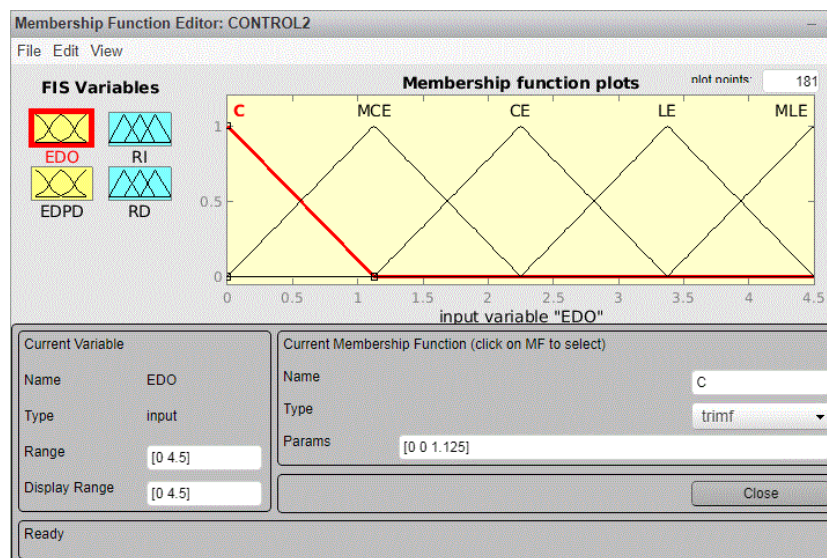 Membership Function Editor: CONTROL2
File Edit View
FIS Variables
EDO
RI
EDPD
RD
Membership function plots
plot points:
181
C
MCE
CE
LE
MLE
1
0.5
0
0 0.5 1 1.5 2 2.5 3 3.5 4 4.5
input variable "EDO"
Current Variable
Name EDO
Type input
Range [0 4.5]
Display Range [0 4.5]
Current Membership Function (click on MF to select)
Name C
Type trimf
Params [0 0 1.125]
Close
Ready